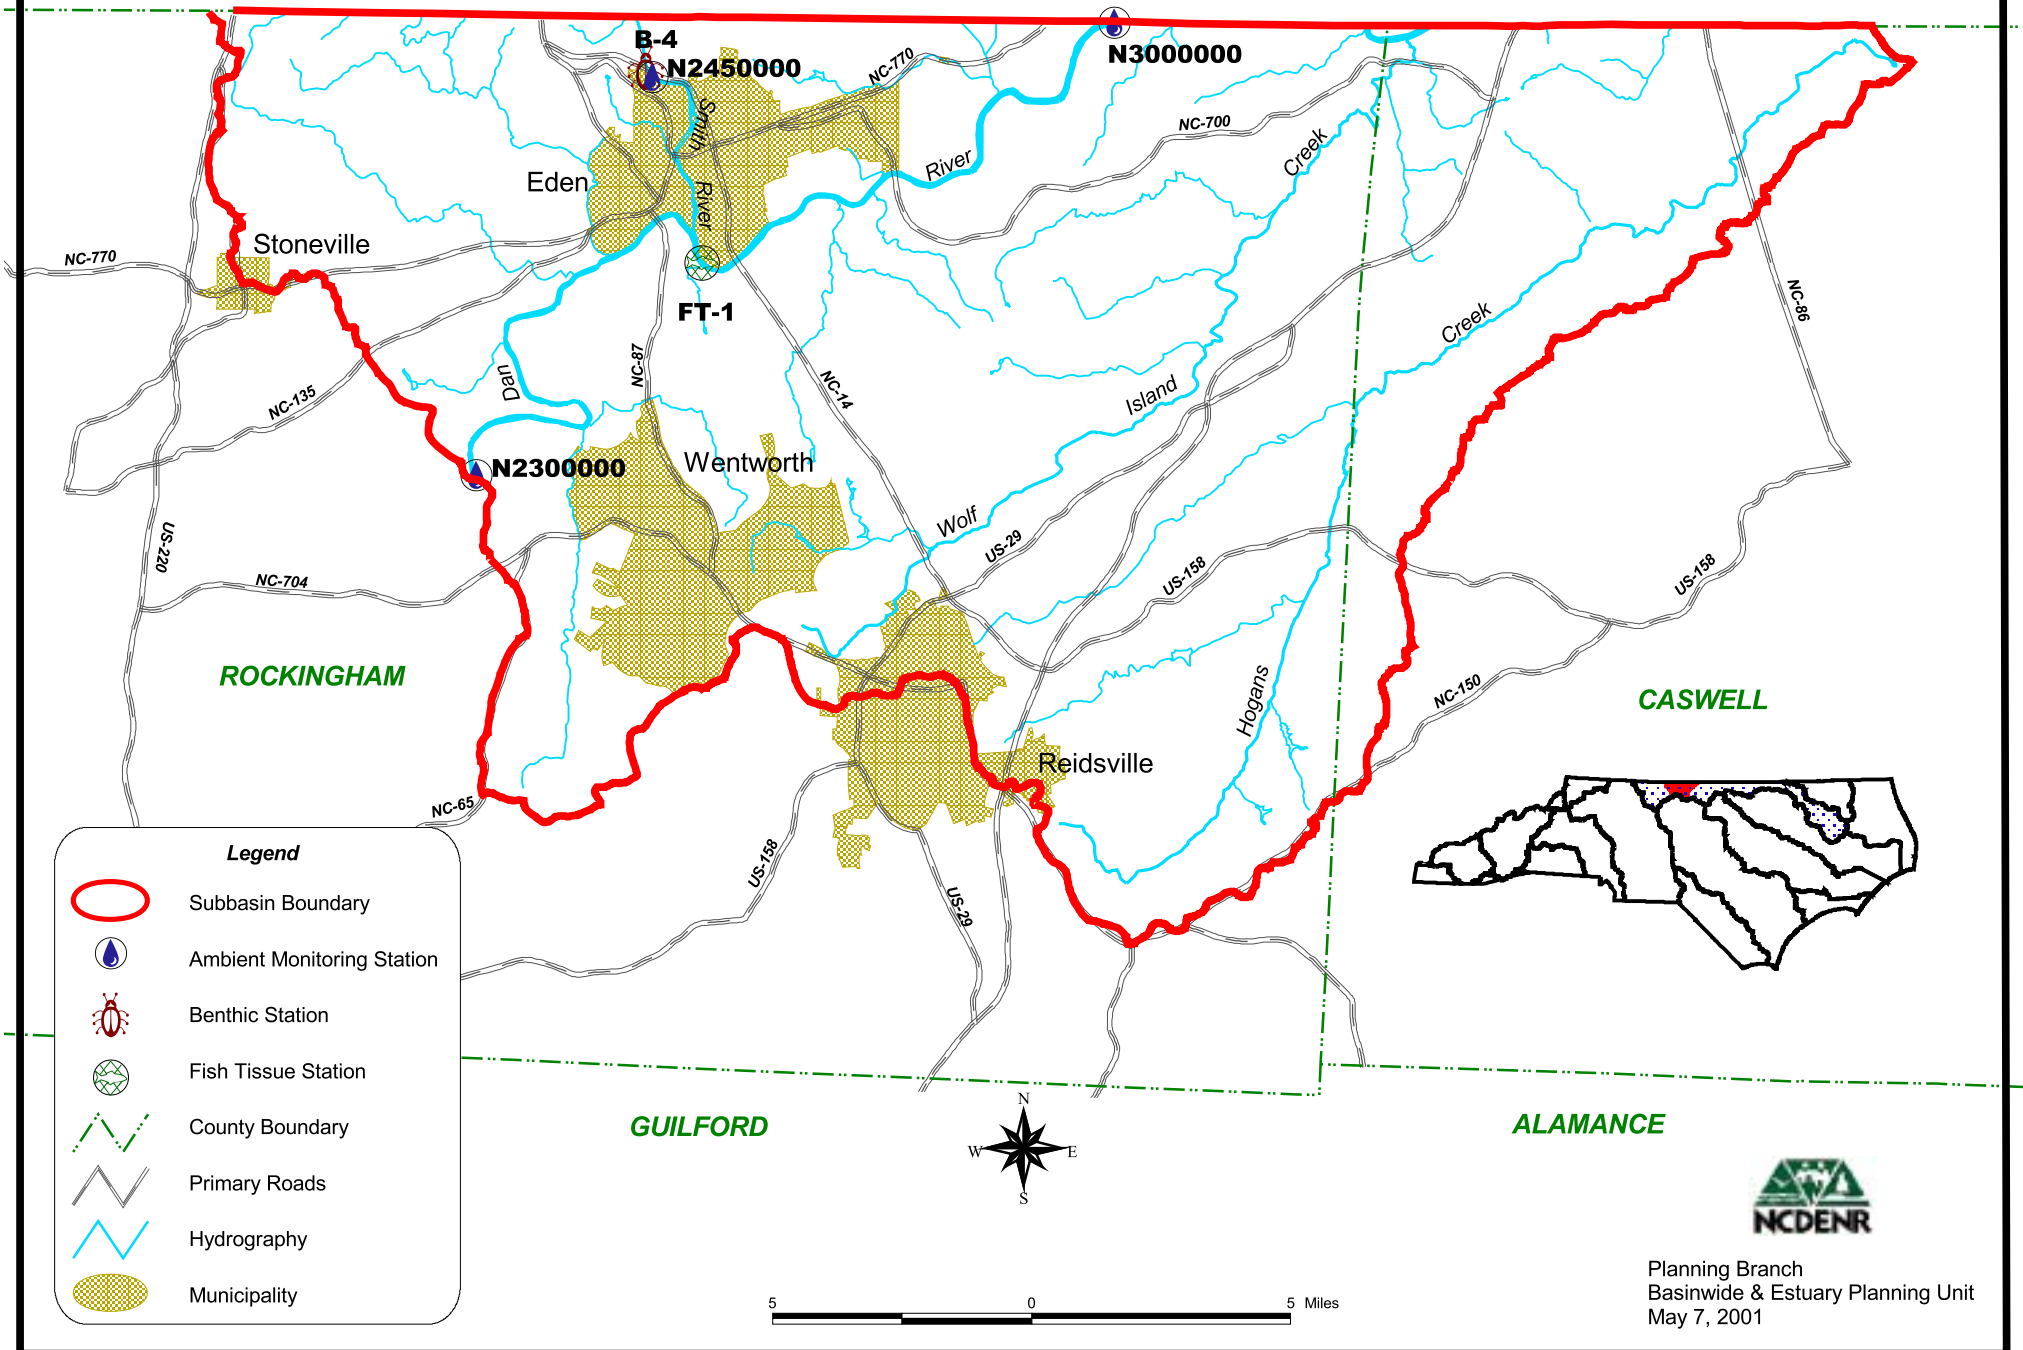 B-4
N2450000
NC-770
N3000000
Smith
River
NC-700
Creek
River
Eden
Stoneville
NC-770
FT-1
NC-86
Creek
Dan
NC-87
NC-14
NC-135
Island
Wentworth
N2300000
Wolf
US-29
US-220
NC-704
US-158
US-158
ROCKINGHAM
Hogans
NC-150
CASWELL
Reidsville
NC-65
US-158
US-29
Legend
Subbasin Boundary
Ambient Monitoring Station
Benthic Station
Fish Tissue Station
County Boundary
Primary Roads
Hydrography
Municipality
GUILFORD
ALAMANCE
N
W E
S
NCDENR
Planning Branch
Basinwide & Estuary Planning Unit
May 7, 2001
5 0 5 Miles